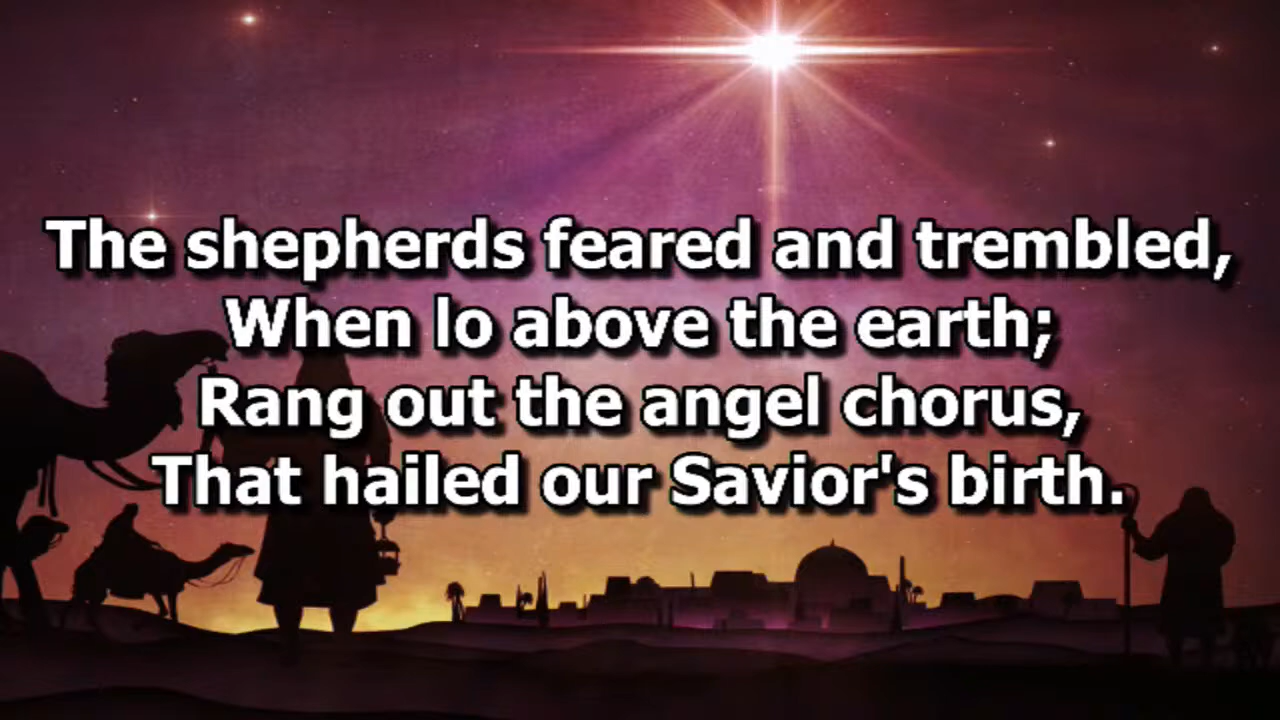 The shepherds feared and trembled,
When lo above the earth;
Rang out the angel chorus,
That hailed our Savior's birth.